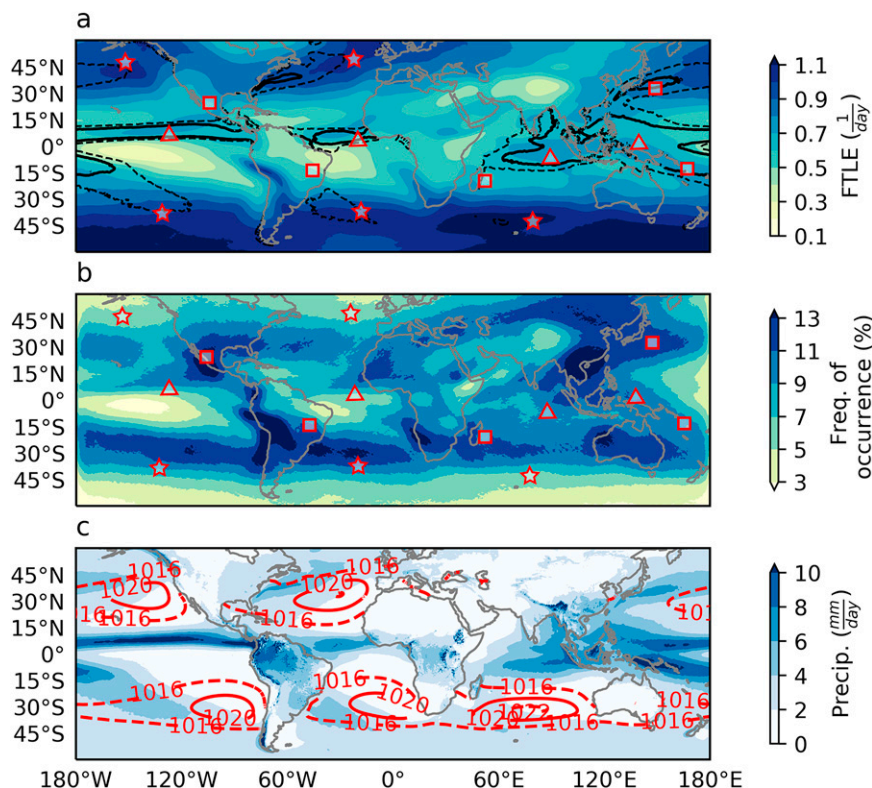 a
45°N
30°N
15°N
0°
15°S
30°S
45°S
1.1
0.9
0.7
0.5
0.3
0.1
FTLE (1/day)
b
45°N
30°N
15°N
0°
15°S
30°S
45°S
13
11
9
7
5
3
Freq. of
occurrence (%)
c
45°N
30°N
15°N
0°
15°S
30°S
45°S
1016
1020
1016
1016
1016
1020
1016
1016
1020
1016
1016
1020
1016
1016
1020
1022
1016
1016
10
8
6
4
2
0
Precip. (mm/day)
180°W
120°W
60°W
0°
60°E
120°E
180°E